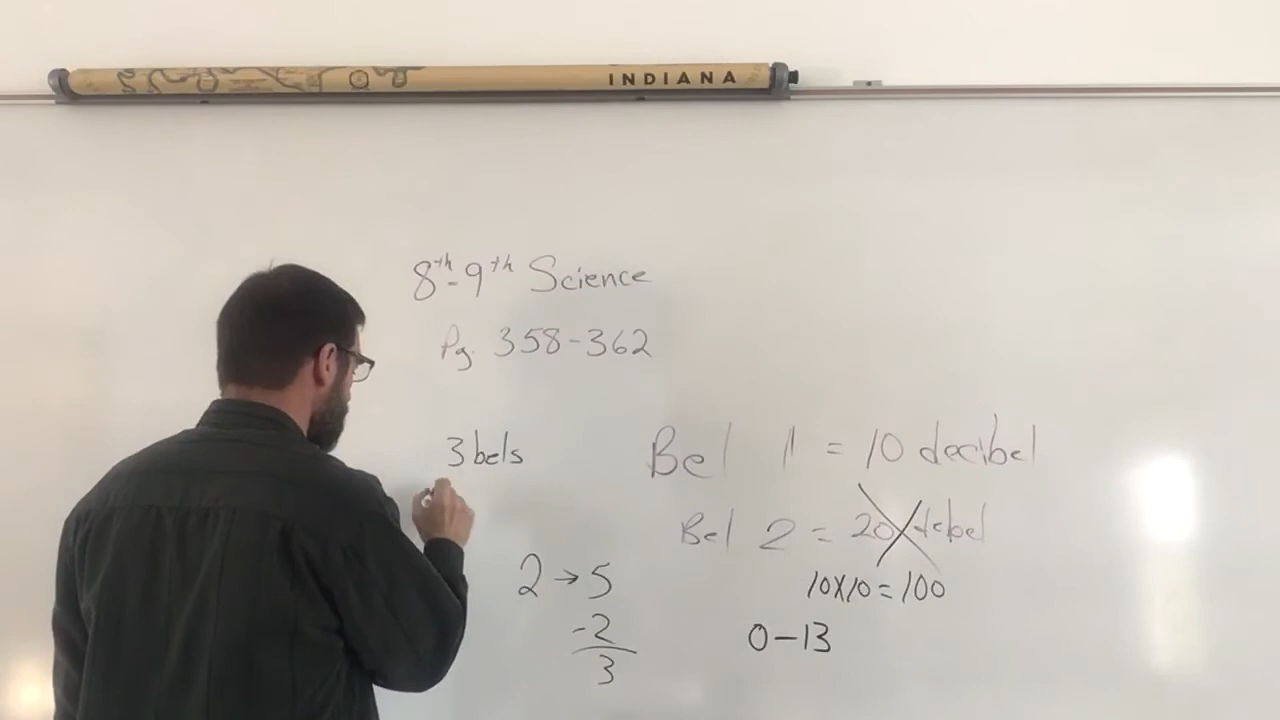 INDIANA
8th-9th Science
Pg. 358-362
3 bels
Bel 1 = 10 decibel
Bel 2 = 20
10X10 = 100
2→5
-2
3
0-13